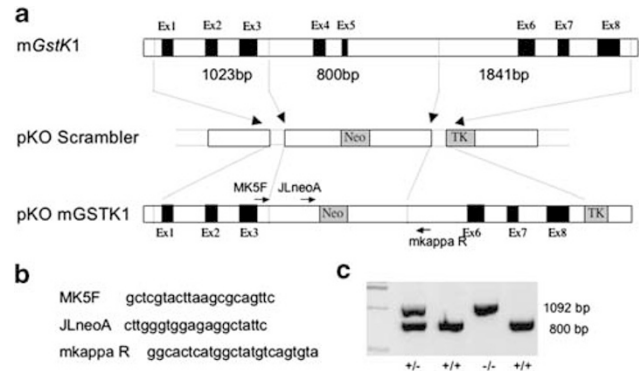 a
Ex1 Ex2 Ex3 Ex4 Ex5 Ex6 Ex7 Ex8
mGstK1
1023bp 800bp 1841bp
pKO Scrambler
Neo TK
MK5F JLneoA
pKO mGSTK1
Neo TK
Ex1 Ex2 Ex3 mkappa R Ex6 Ex7 Ex8
b
MK5F gctcgtacttaagcgcagttc
JLneoA cttgggtggagaggctattc
mkappa R ggcactcatggctatgtcagtgta
c
1092 bp
800 bp
+/- +/+ -/- +/+